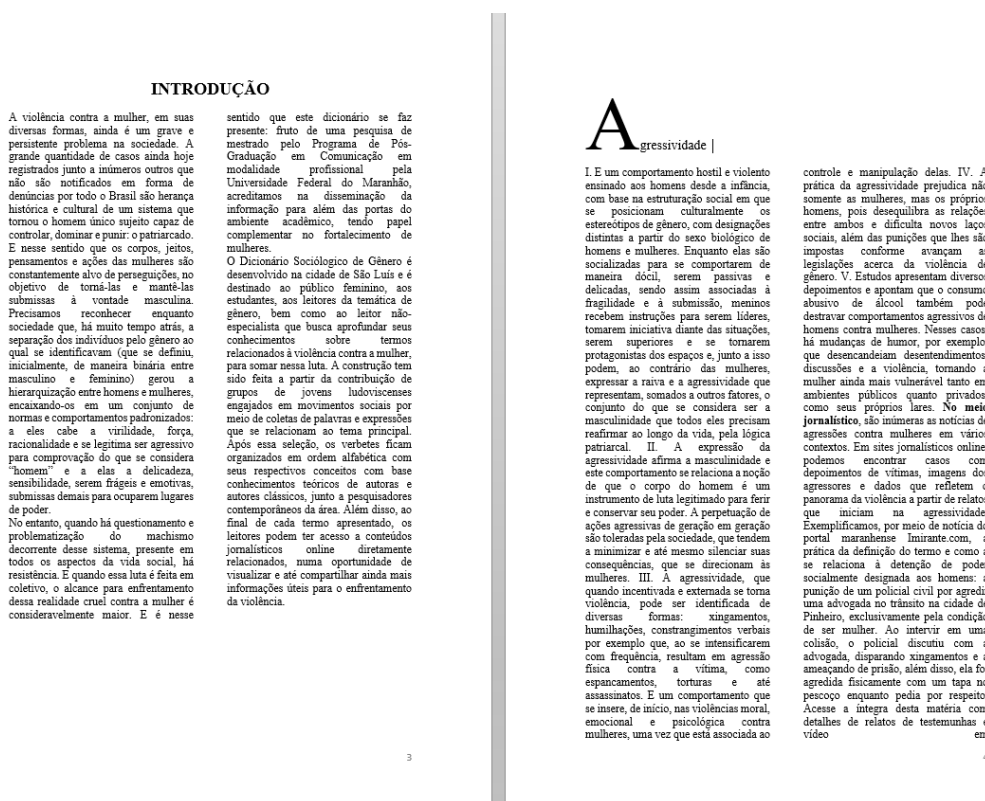 INTRODUÇÃO
A violência contra a mulher, em suas
diversas formas, ainda é um grave e
persistente problema na sociedade. A
grande quantidade de casos ainda hoje
registrados junto a inúmeros outros que
não são notificados em forma de
denúncias por todo o Brasil são herança
histórica e cultural de um sistema que
tornou o homem único sujeito capaz de
controlar, dominar e punir: o patriarcado.
E nesse sentido que os corpos, jeitos,
pensamentos e ações das mulheres são
constantemente alvo de perseguições, no
objetivo de torná-las e mantê-las
submissas à vontade masculina.
Precisamos reconhecer enquanto
sociedade que, há muito tempo atrás, a
separação dos indivíduos pelo gênero ao
qual se identificavam (que se definiu,
inicialmente, de maneira binária entre
masculino e feminino) gerou a
hierarquização entre homens e mulheres,
encaixando-os em um conjunto de
normas e comportamentos padronizados:
a eles cabe a virilidade, força,
racionalidade e se legitima ser agressivo
para comprovação do que se considera
“homem” e a elas a delicadeza,
sensibilidade, serem frágeis e emotivas,
submissas demais para ocuparem lugares
de poder.
No entanto, quando há questionamento e
problematização do machismo
decorrente desse sistema, presente em
todos os aspectos da vida social, há
resistência. E quando essa luta é feita em
coletivo, o alcance para enfrentamento
dessa realidade cruel contra a mulher é
consideravelmente maior. E é nesse
sentido que este dicionário se faz
presente: fruto de uma pesquisa de
mestrado pelo Programa de Pós-
Graduação em Comunicação em
modalidade profissional pela
Universidade Federal do Maranhão,
acreditamos na disseminação da
informação para além das portas do
ambiente acadêmico, tendo papel
complementar no fortalecimento de
mulheres.
O Dicionário Sociólogico de Gênero é
desenvolvido na cidade de São Luís e é
destinado ao público feminino, aos
estudantes, aos leitores da temática de
gênero, bem como ao leitor não-
especialista que busca aprofundar seus
conhecimentos sobre termos
relacionados à violência contra a mulher,
para somar nessa luta. A construção tem
sido feita a partir da contribuição de
grupos de jovens ludoviscenses
engajados em movimentos sociais por
meio de coletas de palavras e expressões
que se relacionam ao tema principal.
Após essa seleção, os verbetes ficam
organizados em ordem alfabética com
seus respectivos conceitos com base
conhecimentos teóricos de autoras e
autores clássicos, junto a pesquisadores
contemporâneos da área. Além disso, ao
final de cada termo apresentado, os
leitores podem ter acesso a conteúdos
jornalísticos online diretamente
relacionados, numa oportunidade de
visualizar e até compartilhar ainda mais
informações úteis para o enfrentamento
da violência.
3
Agressividade |
I. E um comportamento hostil e violento
ensinado aos homens desde a infância,
com base na estruturação social em que
se posicionam culturalmente os
estereótipos de gênero, com designações
distintas a partir do sexo biológico de
homens e mulheres. Enquanto elas são
socializadas para se comportarem de
maneira dócil, serem passivas e
delicadas, sendo assim associadas à
fragilidade e à submissão, meninos
recebem instruções para serem líderes,
tomarem iniciativa diante das situações,
serem superiores e se tornarem
protagonistas dos espaços e, junto a isso
podem, ao contrário das mulheres,
expressar a raiva e a agressividade que
representam, somados a outros fatores, o
conjunto do que se considera ser a
masculinidade que todos eles precisam
reafirmar ao longo da vida, pela lógica
patriarcal. II. A expressão da
agressividade afirma a masculinidade e
este comportamento se relaciona a noção
de que o corpo do homem é um
instrumento de luta legitimado para ferir
e conservar seu poder. A perpetuação de
ações agressivas de geração em geração
são toleradas pela sociedade, que tendem
a minimizar e até mesmo silenciar suas
consequências, que se direcionam às
mulheres. III. A agressividade, que
quando incentivada e externada se torna
violência, pode ser identificada de
diversas formas: xingamentos,
humilhações, constrangimentos verbais
por exemplo que, ao se intensificarem
com frequência, resultam em agressão
física contra a vítima, como
espancamentos, torturas e até
assassinatos. E um comportamento que
se insere, de início, nas violências moral,
emocional e psicológica contra
mulheres, uma vez que está associada ao
controle e manipulação delas. IV. A
prática da agressividade prejudica não
somente as mulheres, mas os próprios
homens, pois desequilibra as relações
entre ambos e dificulta novos laços
sociais, além das punições que lhes são
impostas conforme avançam as
legislações acerca da violência de
gênero. V. Estudos apresentam diversos
depoimentos e apontam que o consumo
abusivo de álcool também pode
destravar comportamentos agressivos de
homens contra mulheres. Nesses casos
há mudanças de humor, por exemplo
que desencadeiam desentendimentos
discussões e a violência, tornando a
mulher ainda mais vulnerável tanto em
ambientes públicos quanto privados
como seus próprios lares. No meio
jornalístico, são inúmeras as notícias de
agressões contra mulheres em vários
contextos. Em sites jornalísticos online
podemos encontrar casos com
depoimentos de vítimas, imagens dos
agressores e dados que refletem o
panorama da violência a partir de relatos
que iniciam na agressividade
Exemplificamos, por meio de notícia do
portal maranhense Imirante.com, a
prática da definição do termo e como a
se relaciona à detenção de poder
socialmente designada aos homens: a
punição de um policial civil por agredir
uma advogada no trânsito na cidade de
Pinheiro, exclusivamente pela condição
de ser mulher. Ao intervir em uma
colisão, o policial discutiu com a
advogada, disparando xingamentos e a
ameaçando de prisão, além disso, ela foi
agredida fisicamente com um tapa no
pescoço enquanto pedia por respeito
Acesse a íntegra desta matéria com
detalhes de relatos de testemunhas e
vídeo em